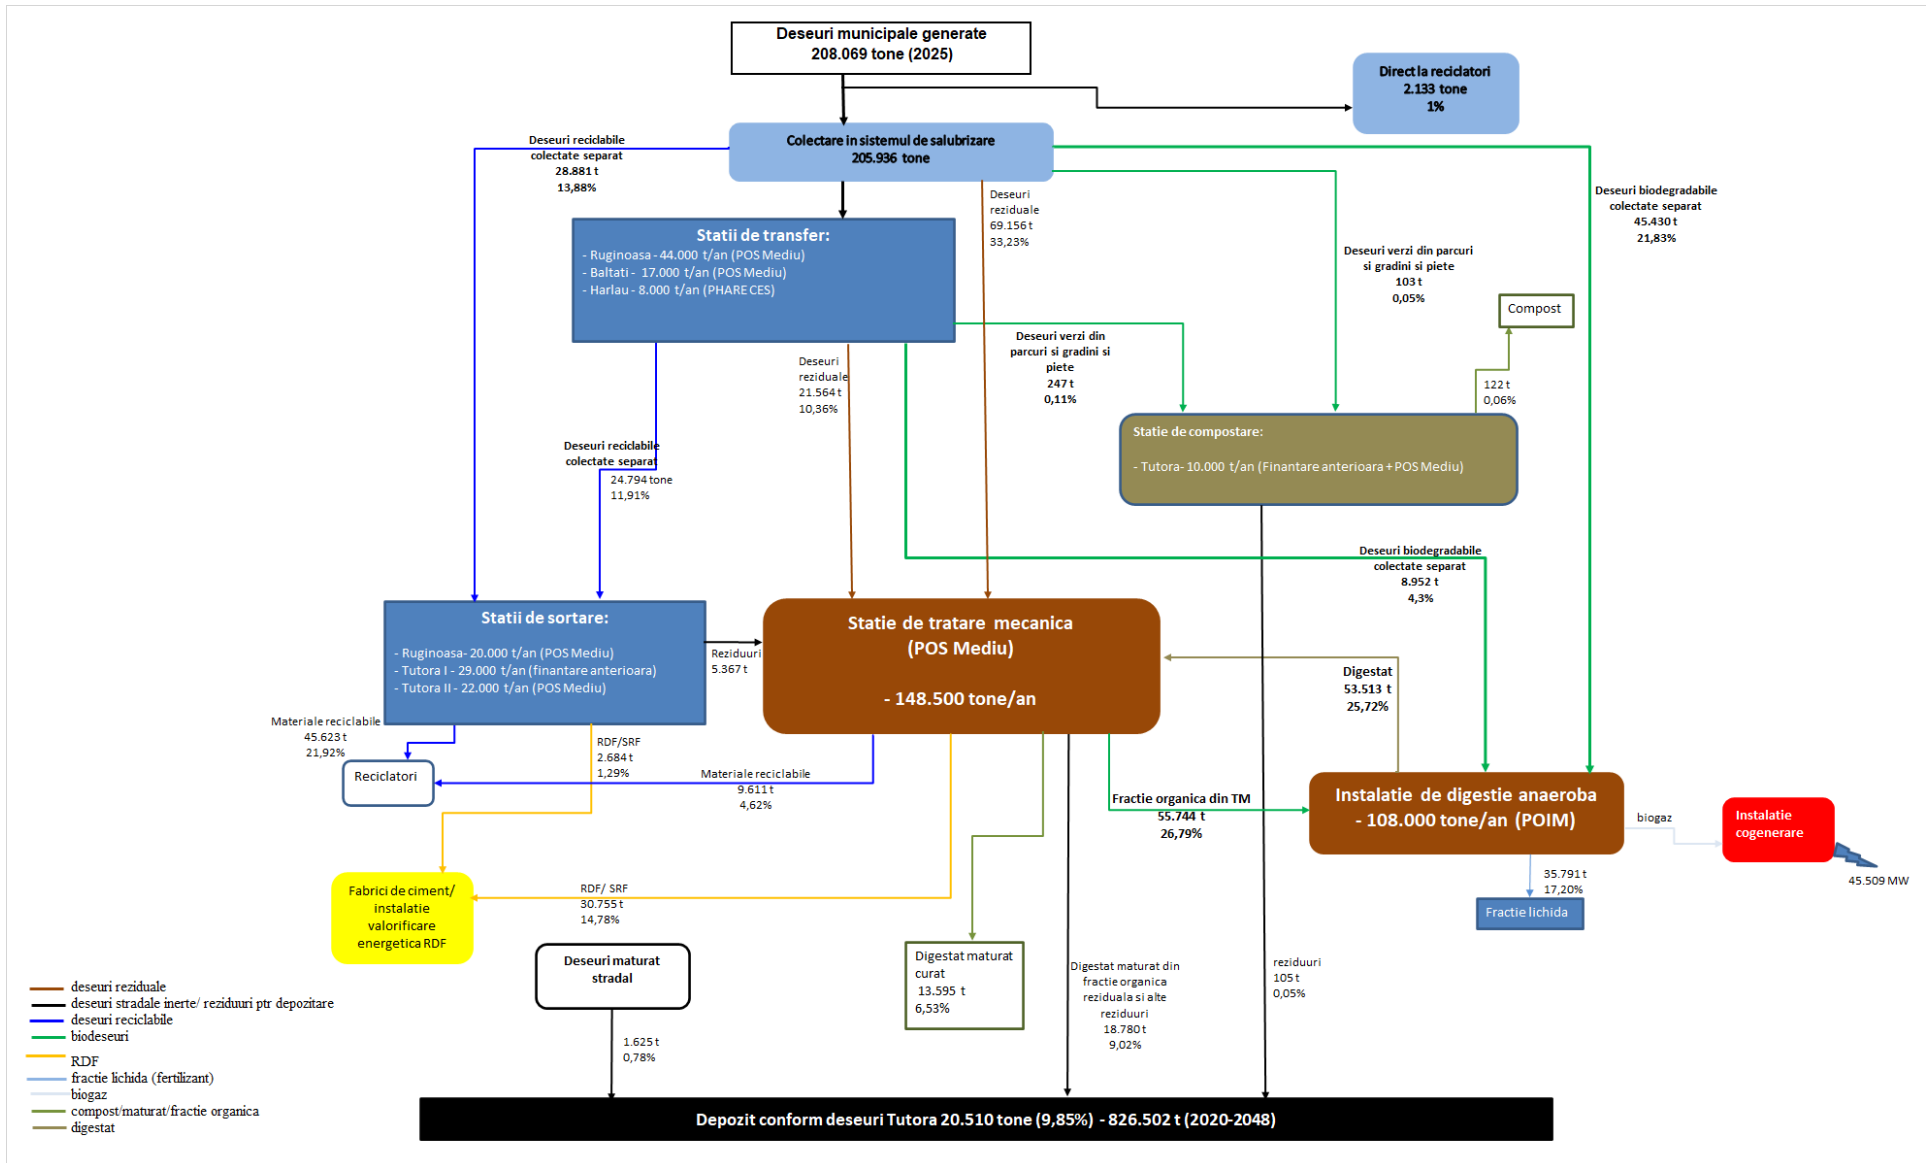 Deseuri municipale generate
208.069 tone (2025)
Direct la reciclatori
2.133 tone
1%
Colectare in sistemul de salubrizare
205.936 tone
Deseuri reciclabile
colectate separat
28.881 t
13,88%
Deseuri
reziduale
69.156 t
33,23%
Deseuri biodegradabile
colectate separat
45.430 t
21,83%
Statii de transfer:
- Ruginoasa - 44.000 t/an (POS Mediu)
- Baltati - 17.000 t/an (POS Mediu)
- Harlau - 8.000 t/an (PHARE CES)
Deseuri verzi din parcuri
si gradini si piete
103 t
0,05%
Compost
Deseuri verzi din
parcuri si gradini si
piete
247 t
0,11%
Deseuri
reziduale
21.564 t
10,36%
122 t
0,06%
Statie de compostare:
- Tutora- 10.000 t/an (Finantare anterioara + POS Mediu)
Deseuri reciclabile
colectate separat
24.794 tone
11,91%
Deseuri biodegradabile
colectate separat
8.952 t
4,3%
Statii de sortare:
- Ruginoasa- 20.000 t/an (POS Mediu)
- Tutora I - 29.000 t/an (finantare anterioara)
- Tutora II - 22.000 t/an (POS Mediu)
Reziduuri
5.367 t
Statie de tratare mecanica
(POS Mediu)
- 148.500 tone/an
Digestat
53.513 t
25,72%
Materiale reciclabile
45.623 t
21,92%
RDF/SRF
2.684 t
1,29%
Reciclatori
Materiale reciclabile
9.611 t
4,62%
Fractie organica din TM
55.744 t
26,79%
Instalatie de digestie anaeroba
- 108.000 tone/an (POIM)
biogaz
Instalatie
cogenerare
45.509 MW
35.791 t
17,20%
Fractie lichida
Fabrici de ciment/
instalatie
valorificare
energetica RDF
RDF/ SRF
30.755 t
14,78%
Deseuri maturat
stradal
Digestat maturat
curat
13.595 t
6,53%
Digestat maturat din
fractie organica
reziduala si alte
reziduuri
18.780 t
9,02%
reziduuri
105 t
0,05%
1.625 t
0,78%
deseuri reziduale
deseuri stradale inerte/ reziduuri ptr depozitare
deseuri reciclabile
biodeseuri
RDF
fractie lichida (fertilizant)
biogaz
compost/maturat/fractie organica
digestat
Depozit conform deseuri Tutora 20.510 tone (9,85%) - 826.502 t (2020-2048)